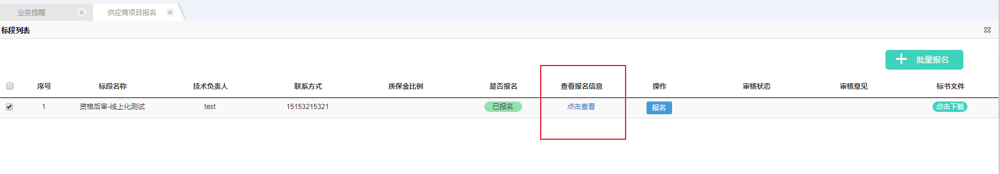 业务提醒 供应商项目报名
标段列表
批量报名
序号 标段名称 技术负责人 联系方式 质保金比例 是否报名 查看报名信息 操作 审核状态 审核意见 标书文件
1 资格后审-线上化测试 test 15153215321 已报名 点击查看 报名 点击下载